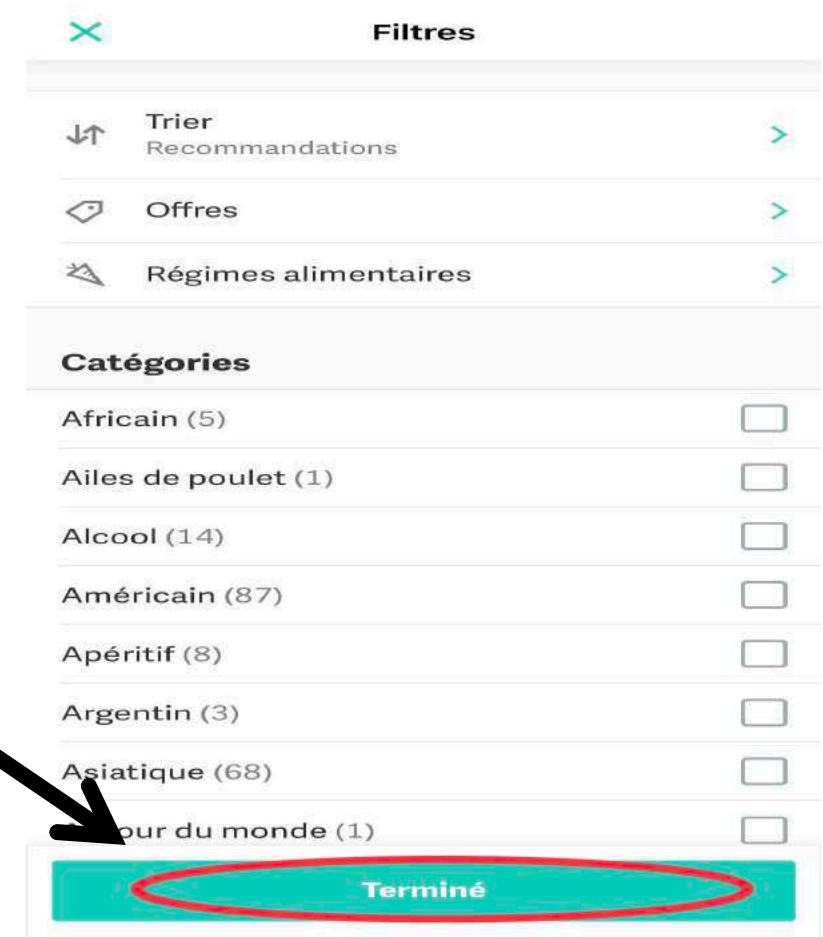 Filtres
Trier
Recommandations
Offres
Régimes alimentaires
Catégories
Africain (5)
Ailes de poulet (1)
Alcool (14)
Américain (87)
Apéritif (8)
Argentin (3)
Asiatique (68)
du monde (1)
Terminé